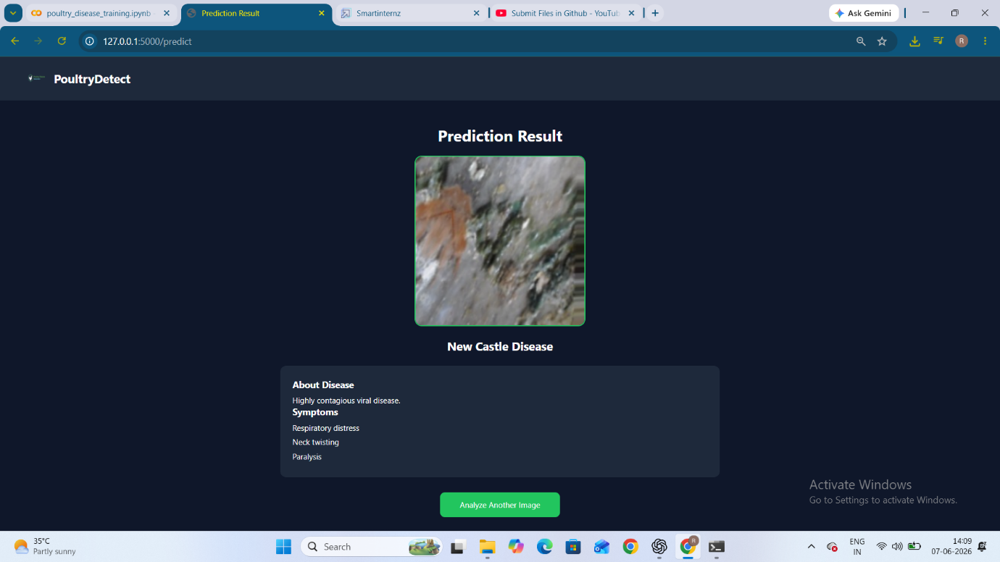 poultry_disease_training.ipynb
Prediction Result
Smartinternz
Submit Files in Github - YouTub
Ask Gemini
127.0.0.1:5000/predict
R
PoultryDetect
Prediction Result
New Castle Disease
About Disease
Highly contagious viral disease.
Symptoms
Respiratory distress
Neck twisting
Paralysis
Analyze Another Image
Activate Windows
Go to Settings to activate Windows.
35°C
Partly sunny
Search
R
ENG
IN
14:09
07-06-2026